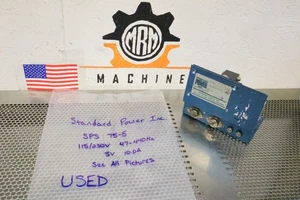 MRM
MACHINE
Standard Power Inc
SPS 75-5
115/230V 47-440Hz
5V 10.0A
See All Pictures
USED